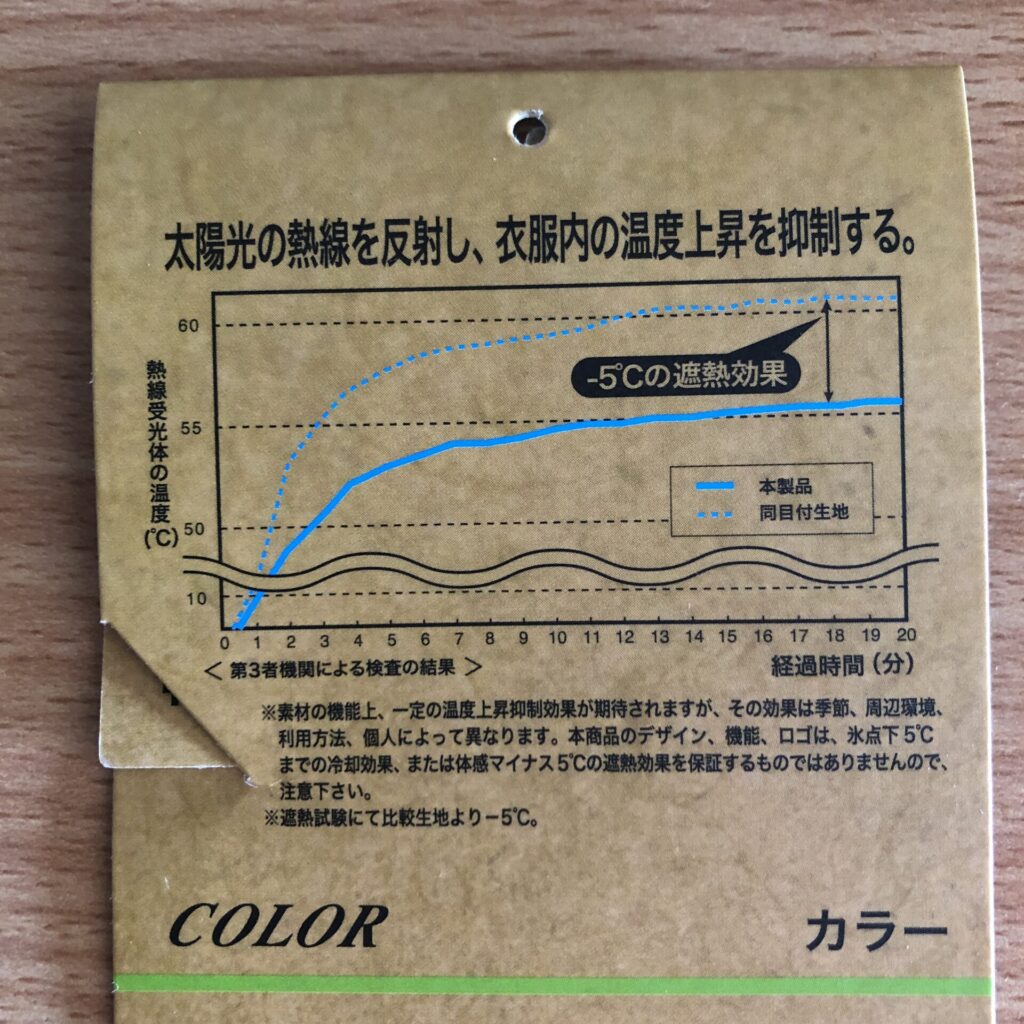 太陽光の熱線を反射し、衣服内の温度上昇を抑制する。
熱線受光体の温度(℃)
60
55
50
10
-5℃の遮熱効果
本製品
同目付生地
0 1 2 3 4 5 6 7 8 9 10 11 12 13 14 15 16 17 18 19 20
＜ 第3者機関による検査の結果 ＞
経過時間（分）
※素材の機能上、一定の温度上昇抑制効果が期待されますが、その効果は季節、周辺環境、
利用方法、個人によって異なります。本商品のデザイン、機能、ロゴは、氷点下 5℃
までの冷却効果、または体感マイナス 5℃の遮熱効果を保証するものではありませんので、
注意下さい。
※遮熱試験にて比較生地より−5℃。
COLOR
カラー